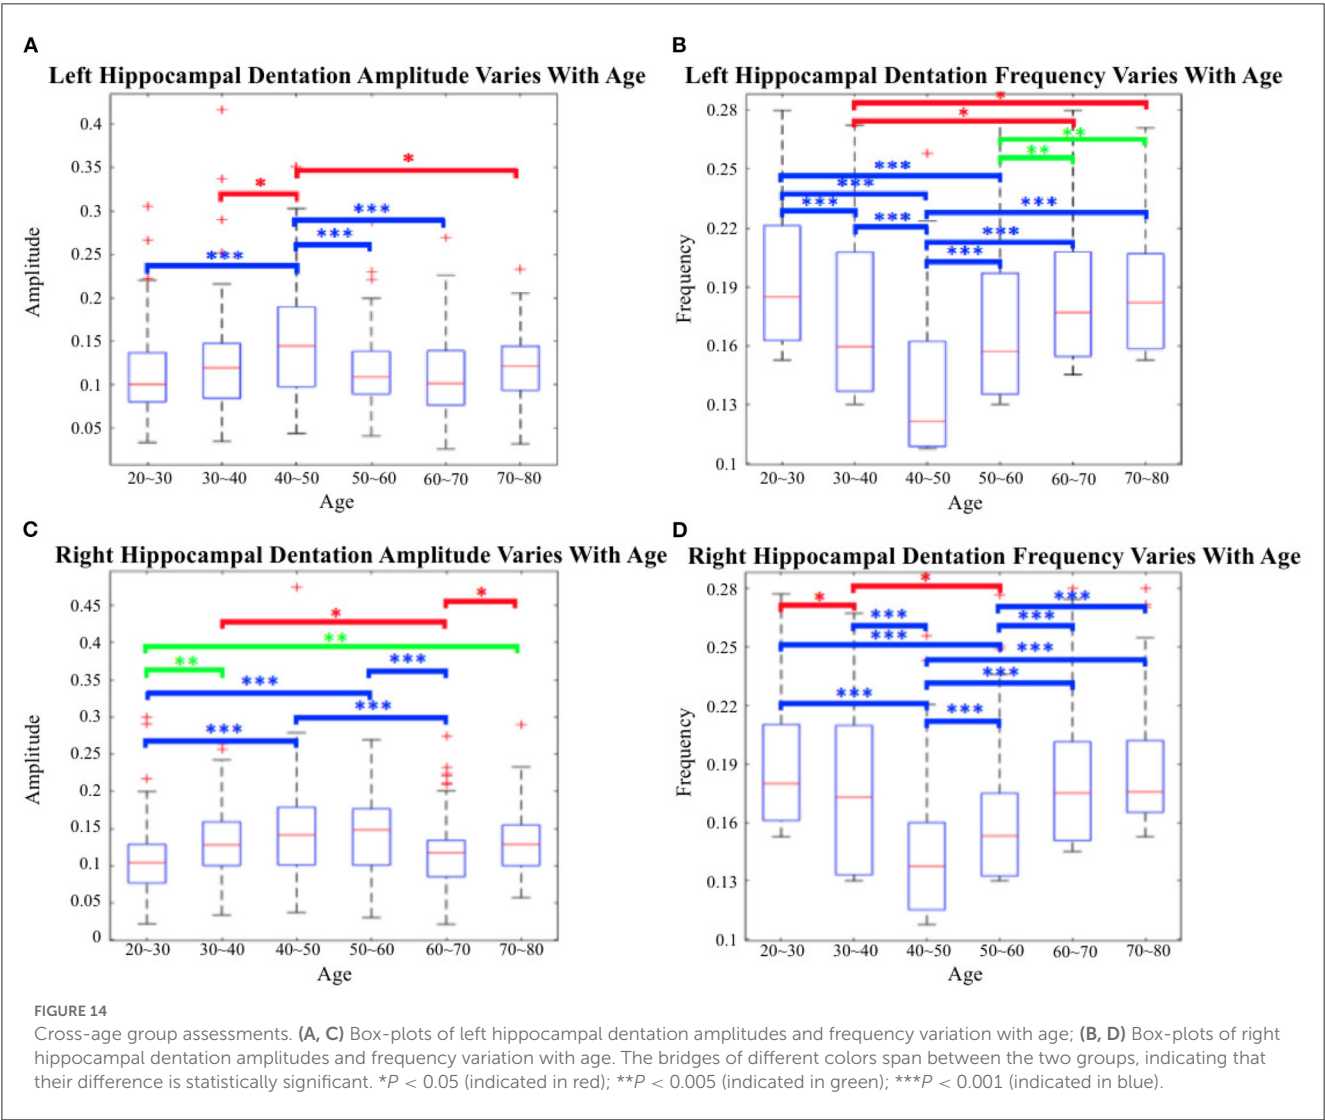 A
Left Hippocampal Dentation Amplitude Varies With Age
0.4
0.35
0.3
0.25
0.2
0.15
0.1
0.05
Amplitude
*
*
***
***
***
20~30 30~40 40~50 50~60 60~70 70~80
Age
B
Left Hippocampal Dentation Frequency Varies With Age
0.28
0.25
0.22
0.19
0.16
0.13
0.1
Frequency
*
*
**
**
***
***
***
***
***
***
***
20~30 30~40 40~50 50~60 60~70 70~80
Age
C
Right Hippocampal Dentation Amplitude Varies With Age
0.45
0.4
0.35
0.3
0.25
0.2
0.15
0.1
0.05
0
Amplitude
*
*
**
**
***
***
***
***
20~30 30~40 40~50 50~60 60~70 70~80
Age
D
Right Hippocampal Dentation Frequency Varies With Age
0.28
0.25
0.22
0.19
0.16
0.13
0.1
Frequency
*
*
***
***
***
***
***
***
***
***
20~30 30~40 40~50 50~60 60~70 70~80
Age
FIGURE 14
Cross-age group assessments. (A, C) Box-plots of left hippocampal dentation amplitudes and frequency variation with age; (B, D) Box-plots of right
hippocampal dentation amplitudes and frequency variation with age. The bridges of different colors span between the two groups, indicating that
their difference is statistically significant. *P < 0.05 (indicated in red); **P < 0.005 (indicated in green); ***P < 0.001 (indicated in blue).